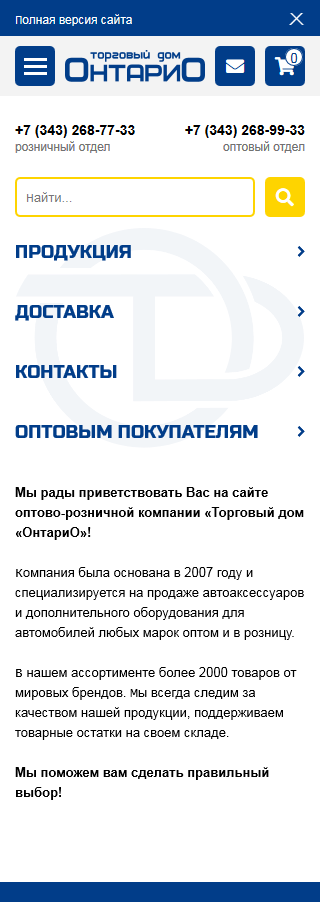 Полная версия сайта
торговый дом
ОнтариО
0
+7 (343) 268-77-33
+7 (343) 268-99-33
розничный отдел
оптовый отдел
Найти...
ПРОДУКЦИЯ
ДОСТАВКА
КОНТАКТЫ
ОПТОВЫМ ПОКУПАТЕЛЯМ
Мы рады приветствовать Вас на сайте
оптово-розничной компании «Торговый дом
«ОнтариО»!
Компания была основана в 2007 году и
специализируется на продаже автоаксессуаров
и дополнительного оборудования для
автомобилей любых марок оптом и в розницу.
В нашем ассортименте более 2000 товаров от
мировых брендов. Мы всегда следим за
качеством нашей продукции, поддерживаем
товарные остатки на своем складе.
Мы поможем вам сделать правильный
выбор!